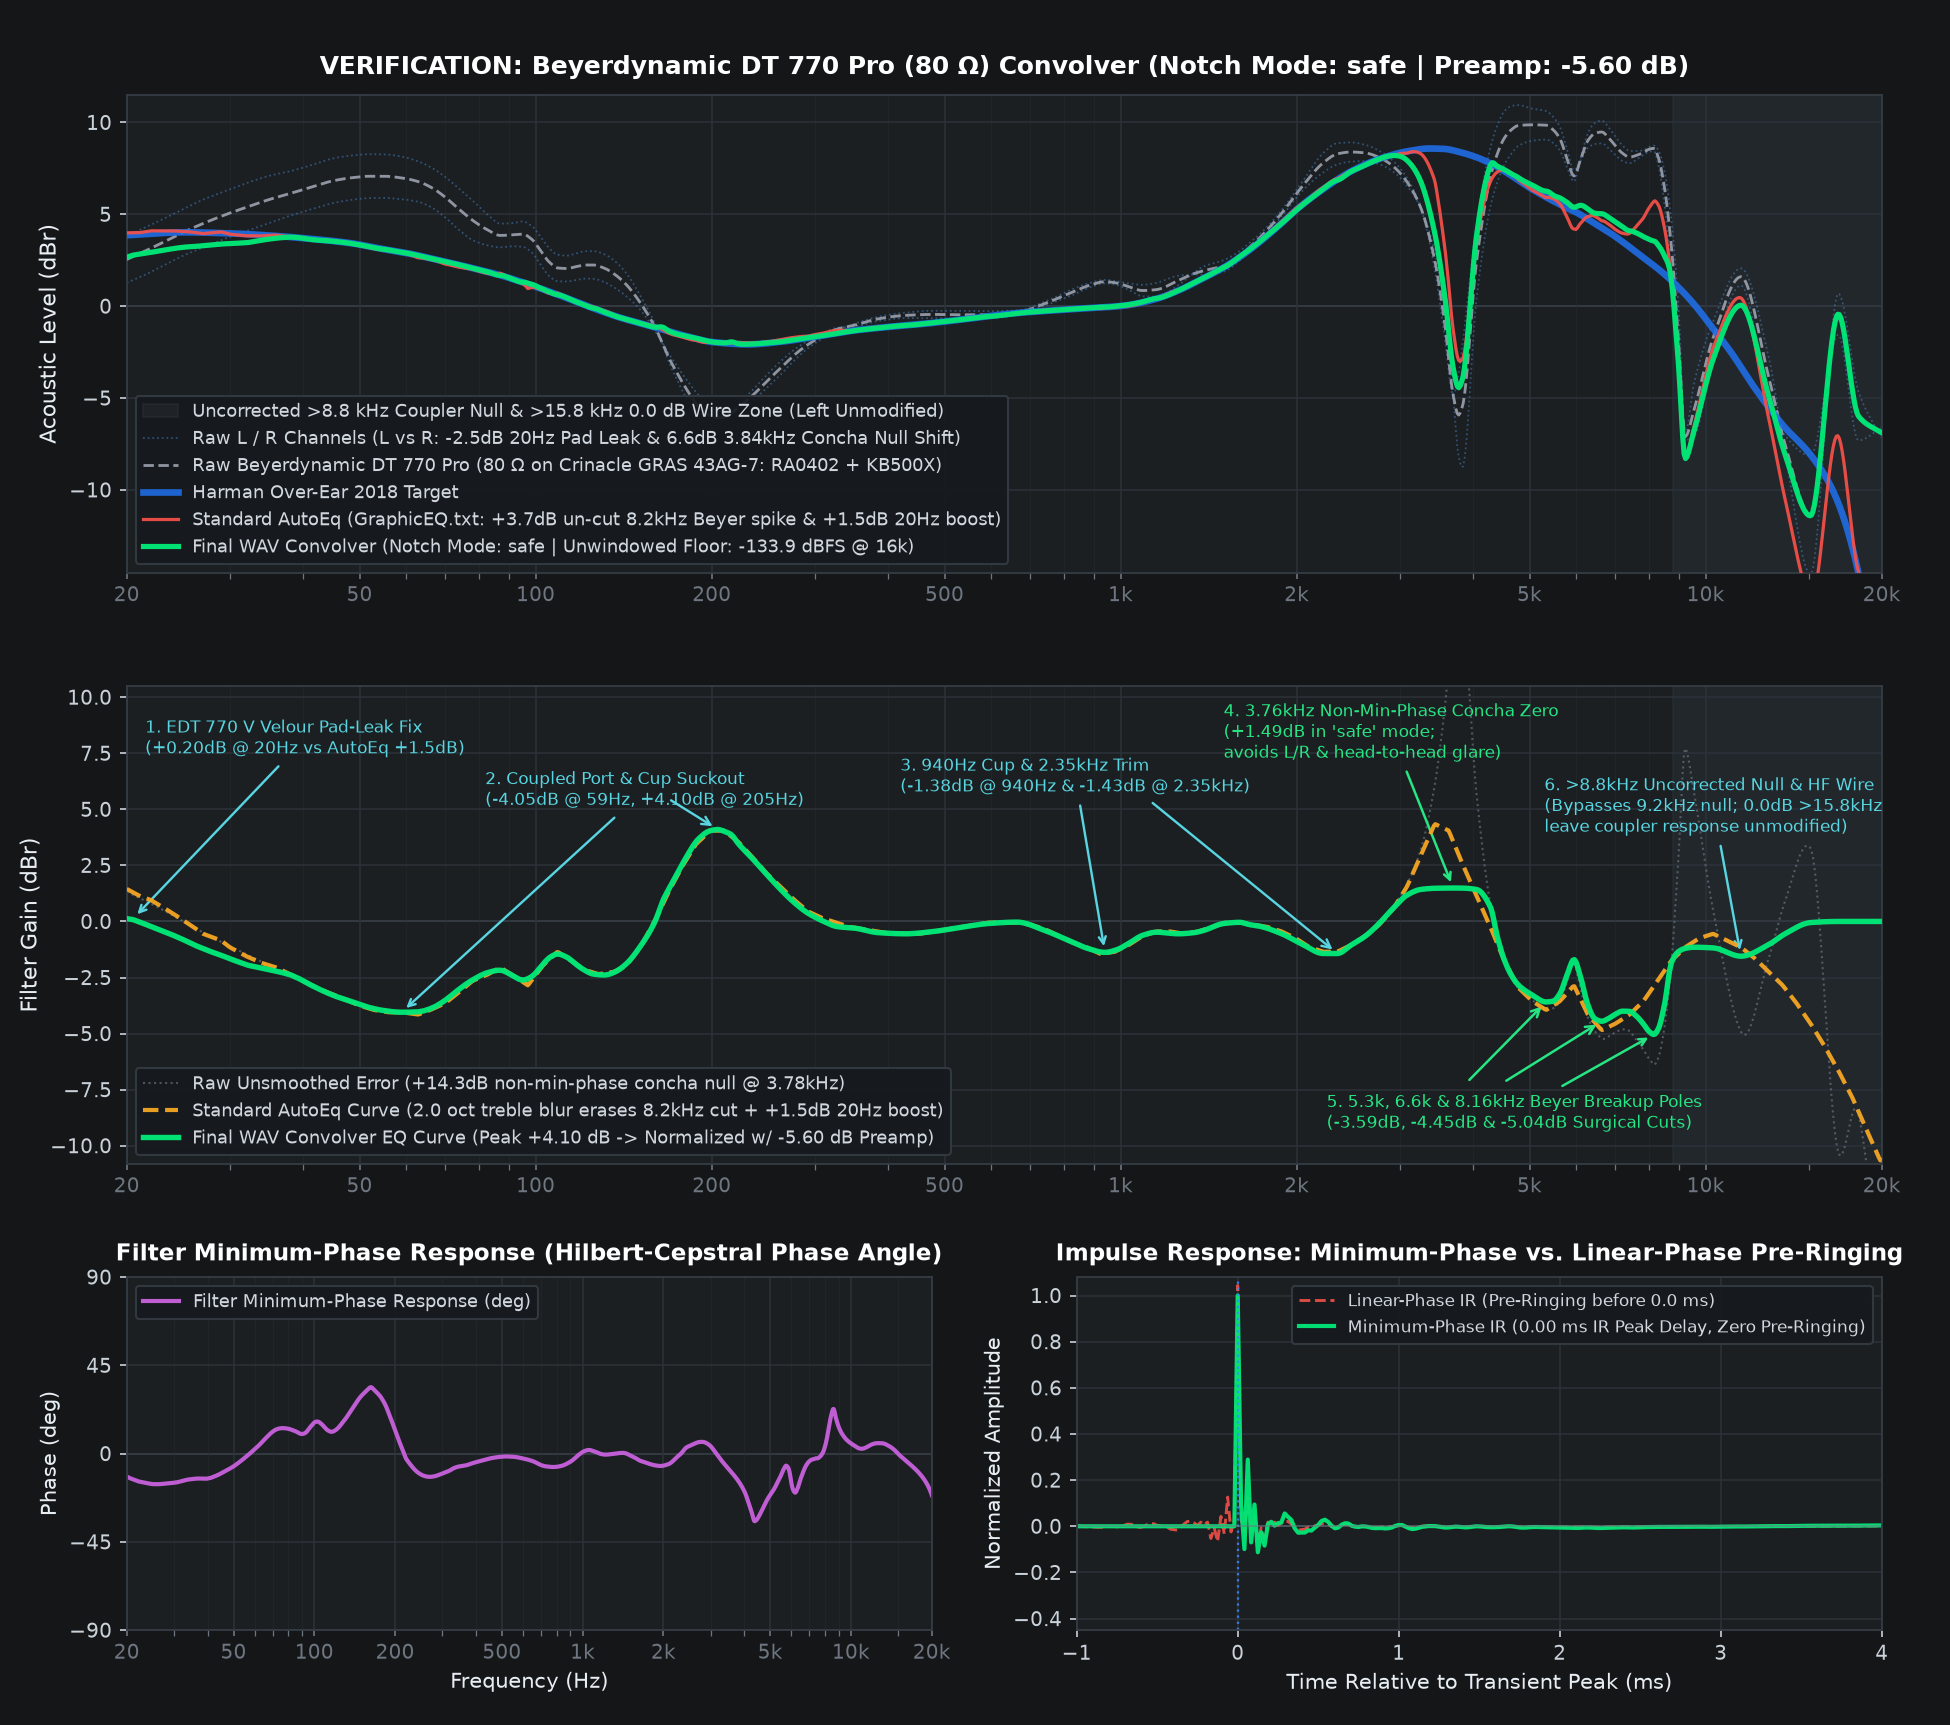 VERIFICATION: Beyerdynamic DT 770 Pro (80 Ω) Convolver (Notch Mode: safe | Preamp: -5.60 dB)
Acoustic Level (dBr)
10
5
0
−5
−10
Uncorrected >8.8 kHz Coupler Null & >15.8 kHz 0.0 dB Wire Zone (Left Unmodified)
Raw L / R Channels (L vs R: -2.5dB 20Hz Pad Leak & 6.6dB 3.84kHz Concha Null Shift)
Raw Beyerdynamic DT 770 Pro (80 Ω on Crinacle GRAS 43AG-7: RA0402 + KB500X)
Harman Over-Ear 2018 Target
Standard AutoEq (GraphicEQ.txt: +3.7dB un-cut 8.2kHz Beyer spike & +1.5dB 20Hz boost)
Final WAV Convolver (Notch Mode: safe | Unwindowed Floor: -133.9 dBFS @ 16k)
20 50 100 200 500 1k 2k 5k 10k 20k
Filter Gain (dBr)
10.0
7.5
5.0
2.5
0.0
−2.5
−5.0
−7.5
−10.0
1. EDT 770 V Velour Pad-Leak Fix
(+0.20dB @ 20Hz vs AutoEq +1.5dB)
2. Coupled Port & Cup Suckout
(-4.05dB @ 59Hz, +4.10dB @ 205Hz)
3. 940Hz Cup & 2.35kHz Trim
(-1.38dB @ 940Hz & -1.43dB @ 2.35kHz)
4. 3.76kHz Non-Min-Phase Concha Zero
(+1.49dB in 'safe' mode;
avoids L/R & head-to-head glare)
6. >8.8kHz Uncorrected Null & HF Wire
(Bypasses 9.2kHz null; 0.0dB >15.8kHz
leave coupler response unmodified)
5. 5.3k, 6.6k & 8.16kHz Beyer Breakup Poles
(-3.59dB, -4.45dB & -5.04dB Surgical Cuts)
Raw Unsmoothed Error (+14.3dB non-min-phase concha null @ 3.78kHz)
Standard AutoEq Curve (2.0 oct treble blur erases 8.2kHz cut + +1.5dB 20Hz boost)
Final WAV Convolver EQ Curve (Peak +4.10 dB -> Normalized w/ -5.60 dB Preamp)
20 50 100 200 500 1k 2k 5k 10k 20k
Filter Minimum-Phase Response (Hilbert-Cepstral Phase Angle)
Phase (deg)
90
45
0
−45
−90
Filter Minimum-Phase Response (deg)
20 50 100 200 500 1k 2k 5k 10k 20k
Frequency (Hz)
Impulse Response: Minimum-Phase vs. Linear-Phase Pre-Ringing
Normalized Amplitude
1.0
0.8
0.6
0.4
0.2
0.0
−0.2
−0.4
Linear-Phase IR (Pre-Ringing before 0.0 ms)
Minimum-Phase IR (0.00 ms IR Peak Delay, Zero Pre-Ringing)
−1 0 1 2 3 4
Time Relative to Transient Peak (ms)